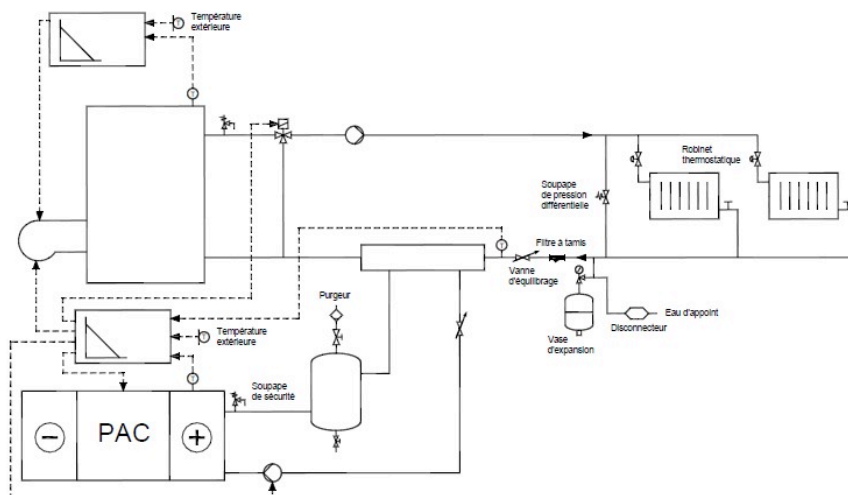 Température
extérieure
T
T
Robinet
thermostatique
Soupape
de pression
différentielle
T
Filtre à tamis
Vanne
d'équilibrage
Purgeur
Eau d'appoint
Disconnecteur
Vase
d'expansion
T
Température
extérieure
T
Soupape
de sécurité
PAC